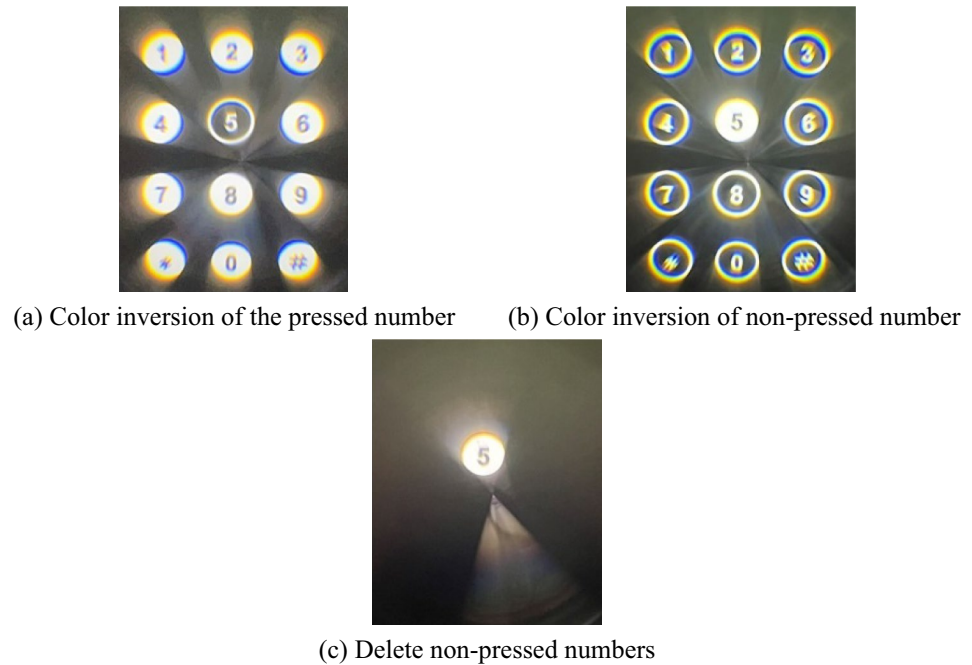 1 2 3
4 5 6
7 8 9
* 0 #
(a) Color inversion of the pressed number
1 2 3
4 5 6
7 8 9
* 0 #
(b) Color inversion of non-pressed number
5
(c) Delete non-pressed numbers